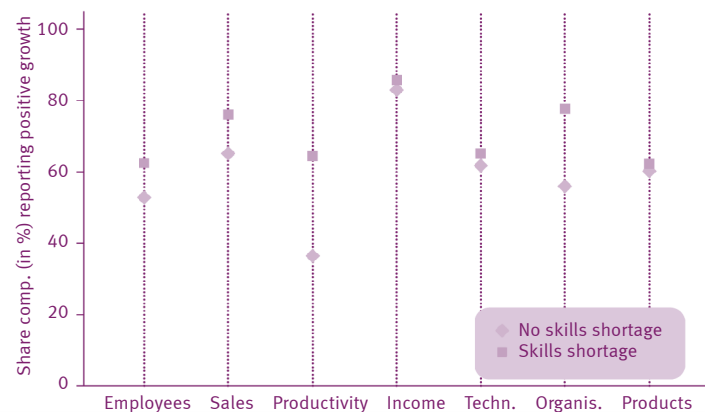 Share comp. (in %) reporting positive growth
100
80
60
40
20
0
No skills shortage
Skills shortage
Employees Sales Productivity Income Techn. Organis. Products